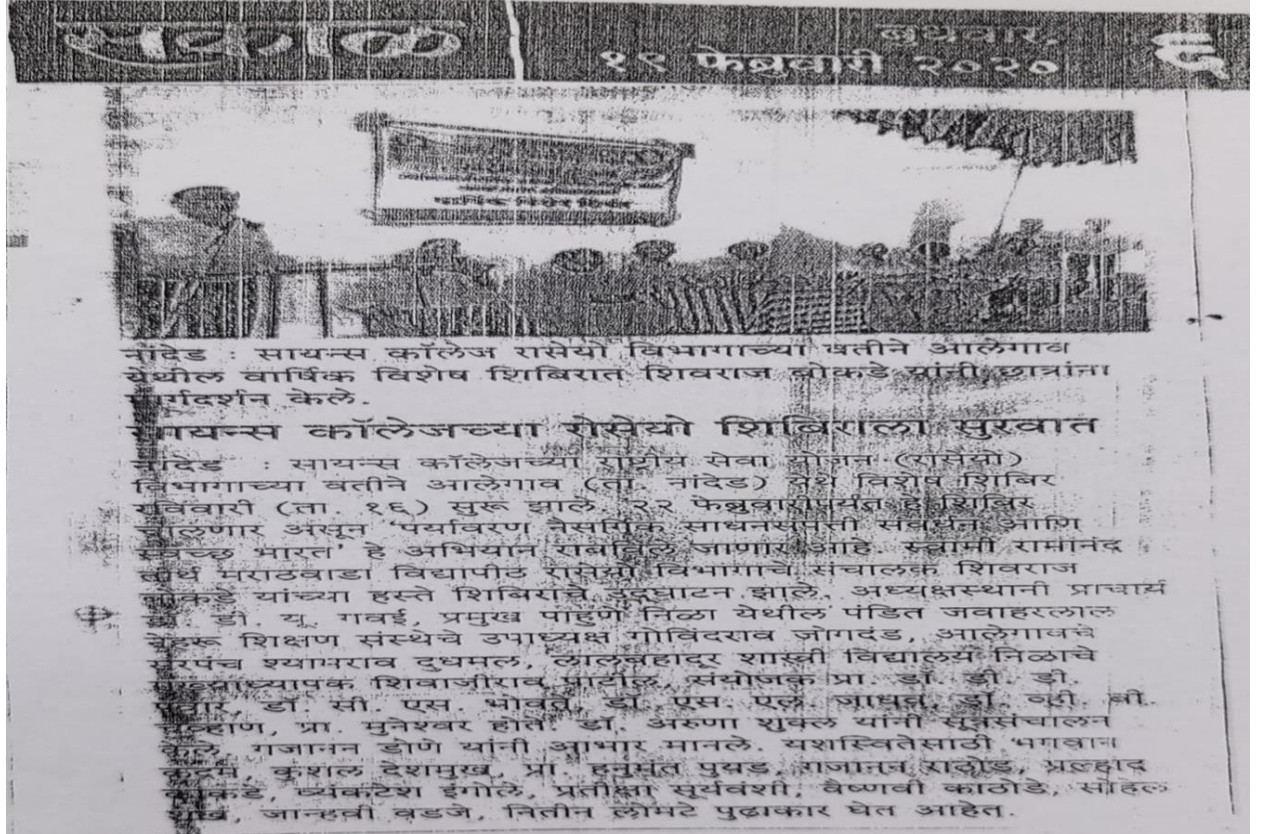 सकाळ
बुधवार,
१९ फेब्रुवारी २०२०
६
वार्षिक विशेष शिबिर
नांदेड : सायन्स कॉलेज रासेयो विभागाच्या वतीने आलेगाव
येथील वार्षिक विशेष शिबिरात शिवराज बोकडे यांनी छात्रांना
मार्गदर्शन केले.
सायन्स कॉलेजच्या रासेयो शिबिराला सुरवात
नांदेड : सायन्स कॉलेजच्या राष्ट्रीय सेवा योजन (रासेयो)
विभागाच्या वतीने आलेगाव (ता. नांदेड) येथे विशेष शिबिर
रविवारी (ता. १६) सुरू झाले. २२ फेब्रुवारीपर्यंत हे शिबिर
चालणार असून 'पर्यावरण नैसर्गिक साधनसंपत्ती संवर्धन आणि
स्वच्छ भारत' हे अभियान राबविले जाणार आहे. स्वामी रामानंद
तीर्थ मराठवाडा विद्यापीठ रासेयो विभागाचे संचालक शिवराज
बोकडे यांच्या हस्ते शिबिराचे उद्घाटन झाले. अध्यक्षस्थानी प्राचार्य
डॉ. डी. यू. गवई, प्रमुख पाहुणे निळा येथील पंडित जवाहरलाल
नेहरू शिक्षण संस्थेचे उपाध्यक्ष गोविंदराव जोगदंड, आलेगावचे
सरपंच श्यामराव दुधमल, लालबहादूर शास्त्री विद्यालय निळाचे
मुख्याध्यापक शिवाजीराव पाटील, संयोजक प्रा. डॉ. डी. डी.
पवार, डॉ. सी. एस भोवते, डॉ. एस. एल. जाधव, डॉ. व्ही. बी.
चव्हाण, प्रा. मुनेश्वर होते. डॉ. अरुणा शुक्ल यांनी सूत्रसंचालन
केले. गजानन डोणे यांनी आभार मानले. यशस्वितेसाठी भगवान
कदम, कुशल देशमुख, प्रा. हनुमंत पुयड, गजानन राठोड, प्रल्हाद
व्यंकटेश इंगोले, प्रतीक्षा सूर्यवंशी, वैष्णवी काठोडे, सोहेल
शेख, जान्हवी वडजे, नितीन लोमटे पुढाकार घेत आहेत.